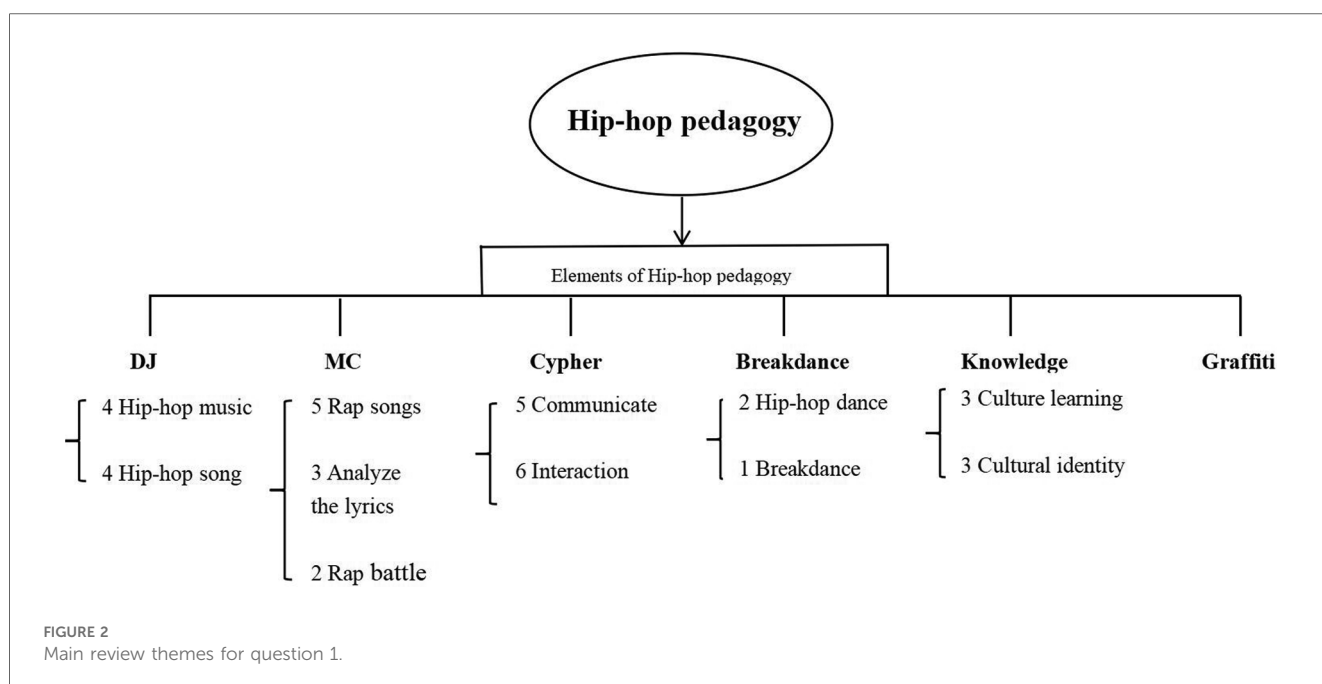 Hip-hop pedagogy
Elements of Hip-hop pedagogy
DJ
4 Hip-hop music
4 Hip-hop song
MC
5 Rap songs
3 Analyze
the lyrics
2 Rap battle
Cypher
5 Communicate
6 Interaction
Breakdance
2 Hip-hop dance
1 Breakdance
Knowledge
3 Culture learning
3 Cultural identity
Graffiti
FIGURE 2
Main review themes for question 1.